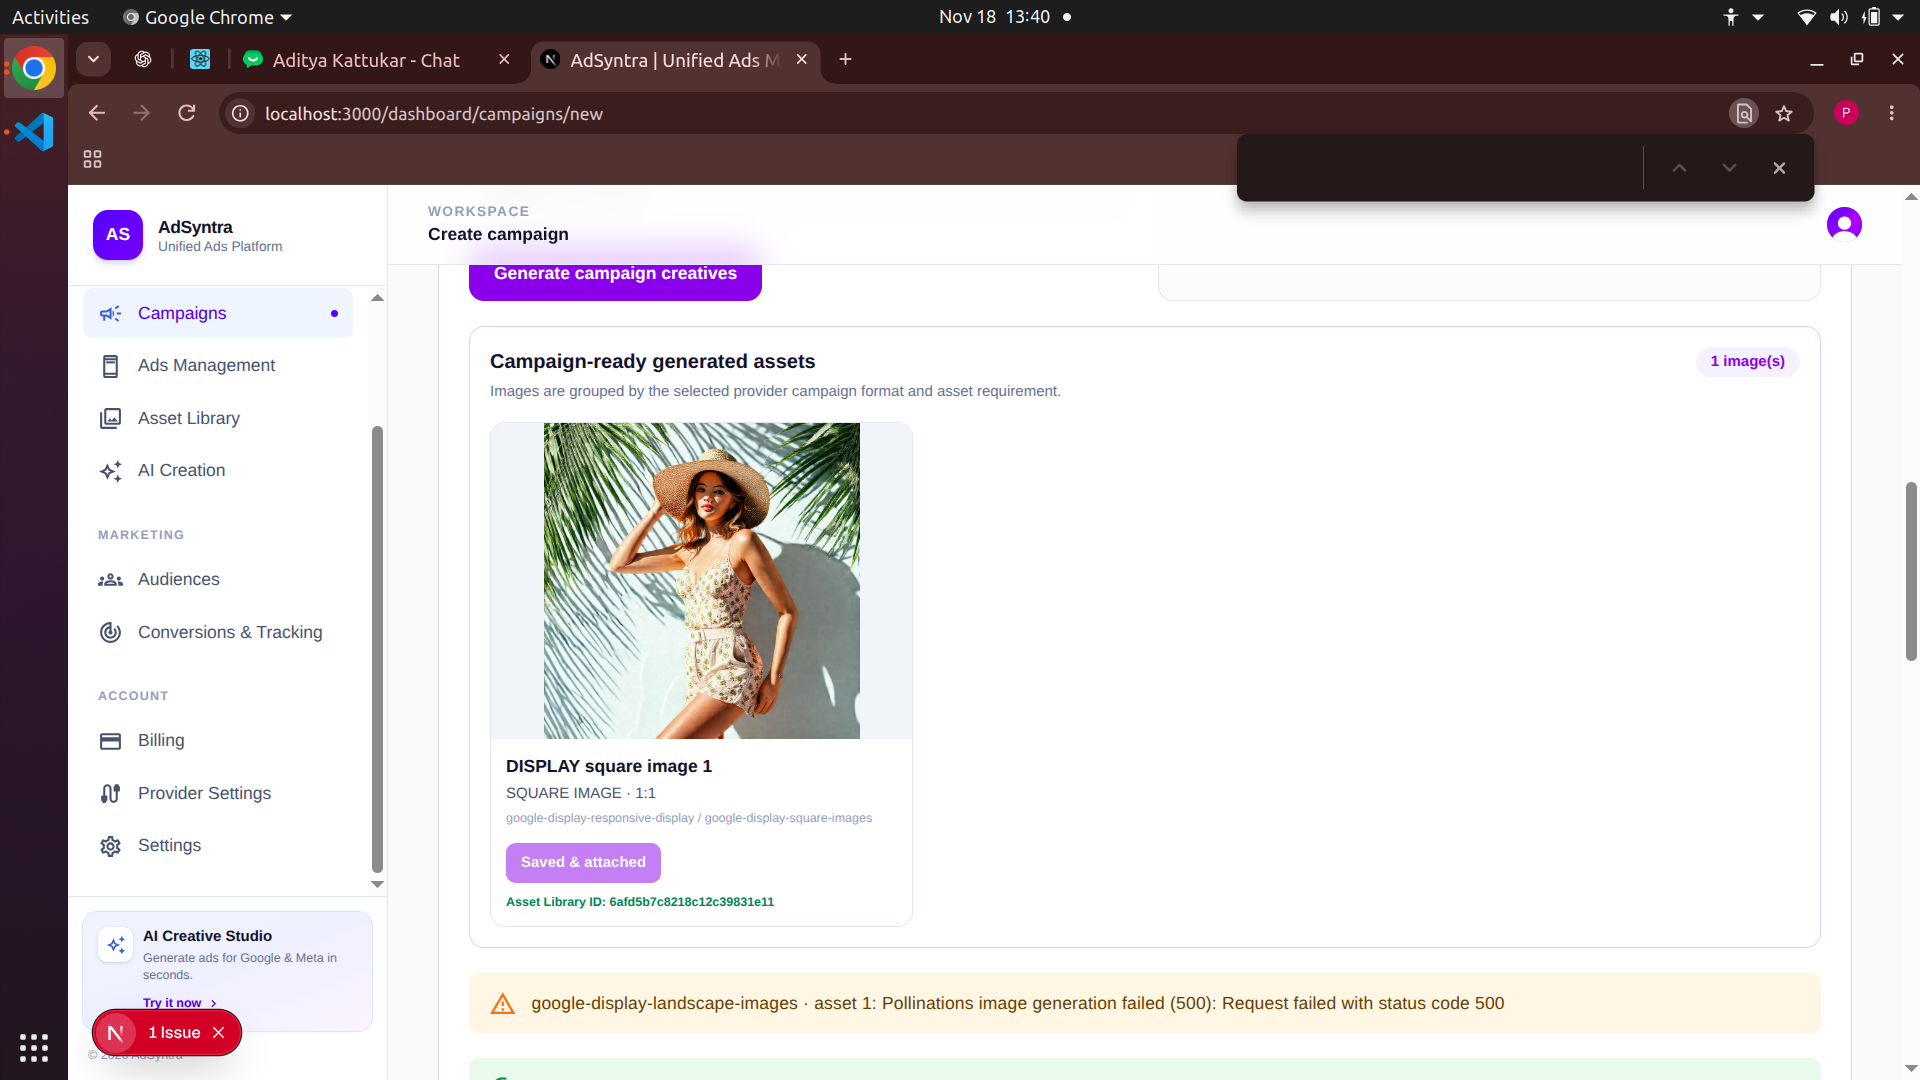 Activities
Google Chrome
Nov 18 13:40
Aditya Kattukar - Chat
AdSyntra | Unified Ads M
localhost:3000/dashboard/campaigns/new
P
AS
AdSyntra
Unified Ads Platform
WORKSPACE
Create campaign
Campaigns
Ads Management
Asset Library
AI Creation
MARKETING
Audiences
Conversions & Tracking
ACCOUNT
Billing
Provider Settings
Settings
AI Creative Studio
Generate ads for Google & Meta in
seconds.
Try it now
N 1 Issue
Generate campaign creatives
Campaign-ready generated assets
1 image(s)
Images are grouped by the selected provider campaign format and asset requirement.
DISPLAY square image 1
SQUARE IMAGE · 1:1
google-display-responsive-display / google-display-square-images
Saved & attached
Asset Library ID: 6afd5b7c8218c12c39831e11
google-display-landscape-images · asset 1: Pollinations image generation failed (500): Request failed with status code 500